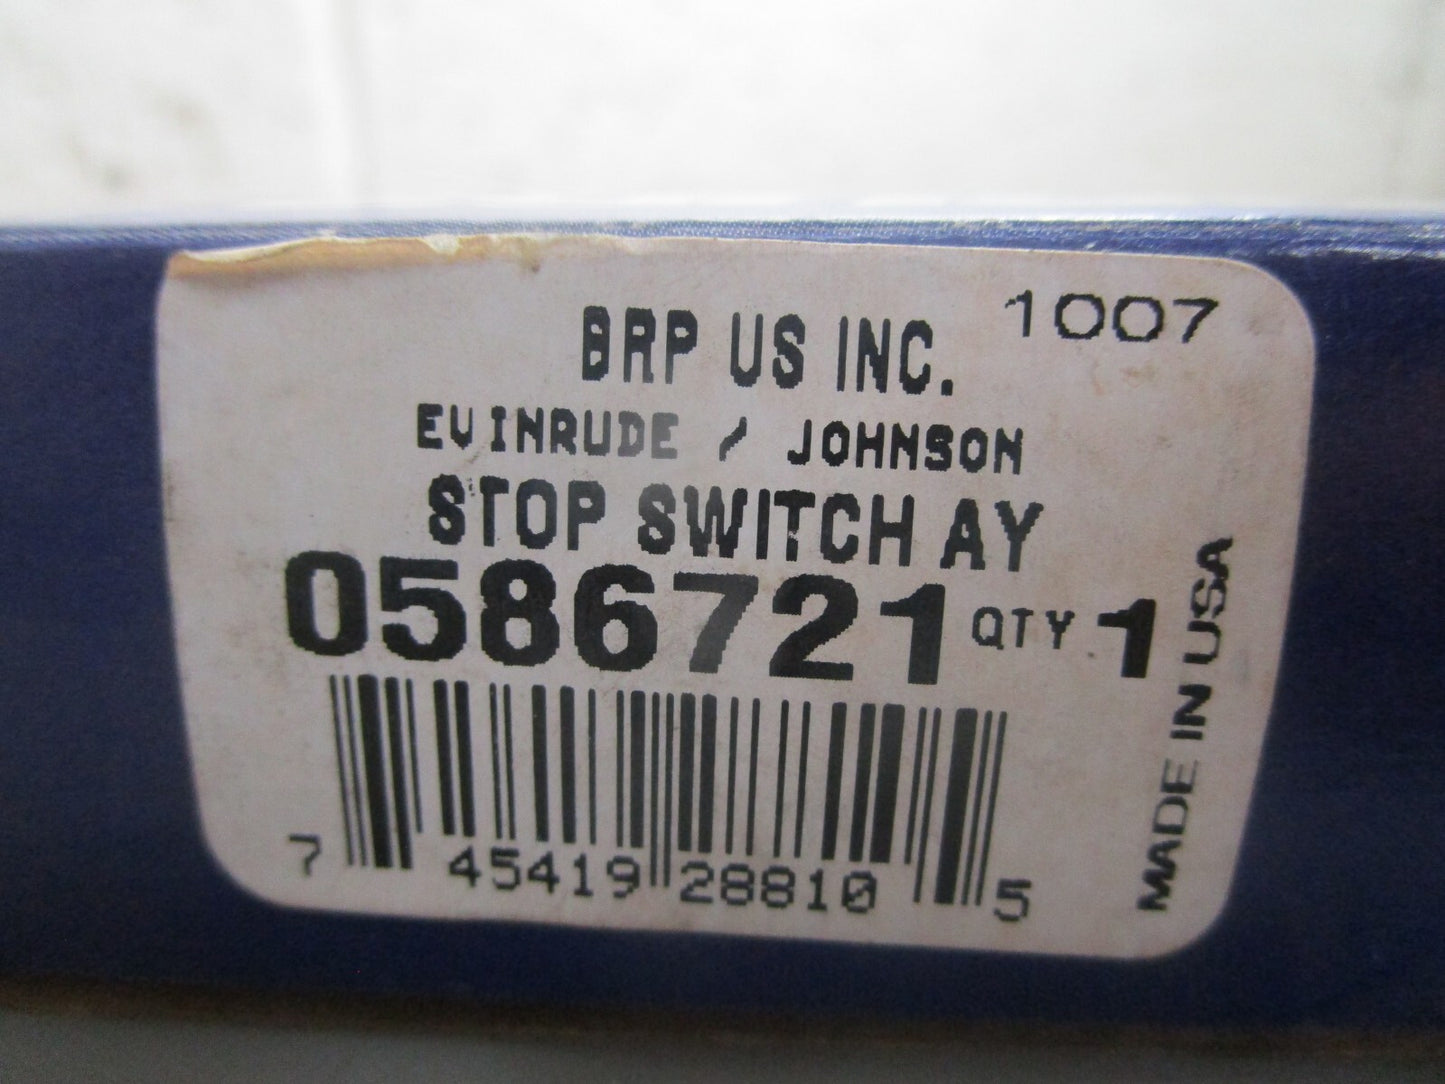 1007
BRP US INC.
EVINRUDE / JOHNSON
STOP SWITCH AY
0586721 QTY 1
MADE IN USA
7 45419 28810 5